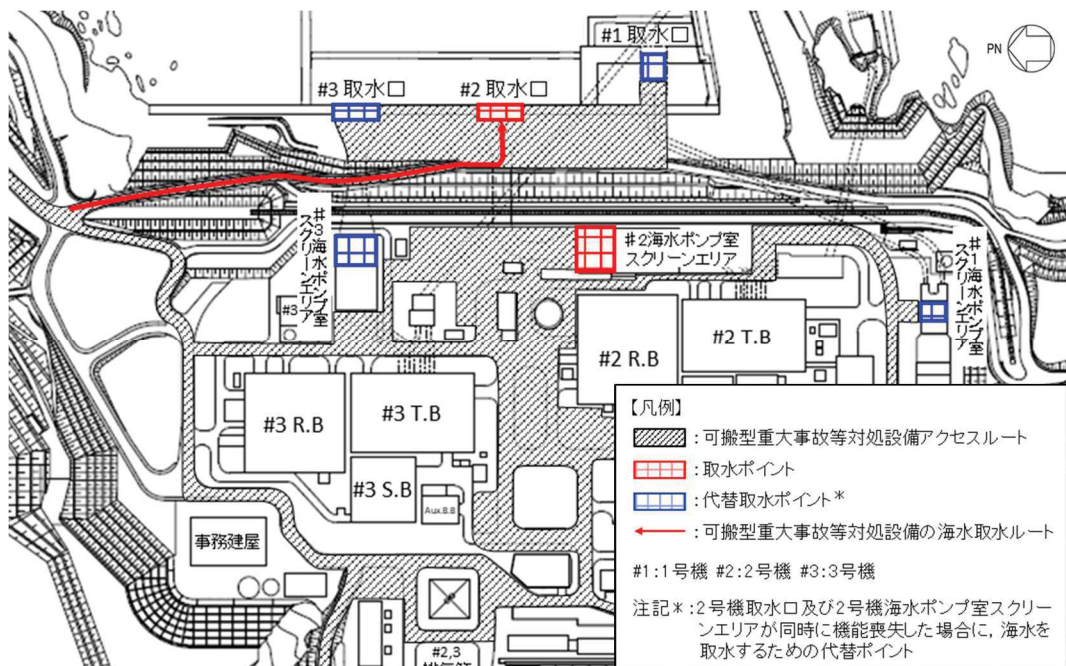 #1 取水口
PN
#3 取水口
#2 取水口
#3海水ポンプ室
スクリーンエリア
#2海水ポンプ室
スクリーンエリア
#1海水ポンプ室
スクリーンエリア
#3
#2 R.B
#2 T.B
#3 R.B
#3 T.B
#3 S.B
Aux.B.B
事務建屋
#2,3
【凡例】
:可搬型重大事故等対処設備アクセスルート
:取水ポイント
:代替取水ポイント*
:可搬型重大事故等対処設備の海水取水ルート
#1:1号機 #2:2号機 #3:3号機
注記*:2号機取水口及び2号機海水ポンプ室スクリー
ンエリアが同時に機能喪失した場合に，海水を
取水するための代替ポイント